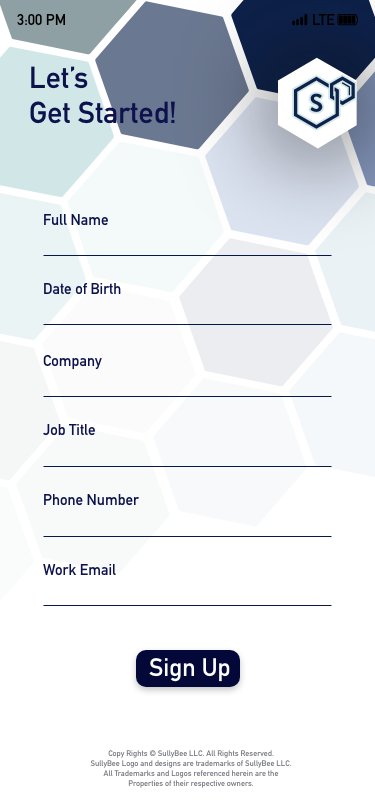 3:00 PM LTE
Let's
Get Started!
S
Full Name
Date of Birth
Company
Job Title
Phone Number
Work Email
Sign Up
Copy Rights © SullyBee LLC. All Rights Reserved.
SullyBee Logo and designs are trademarks of SullyBee LLC.
All Trademarks and Logos referenced herein are the
Properties of their respective owners.